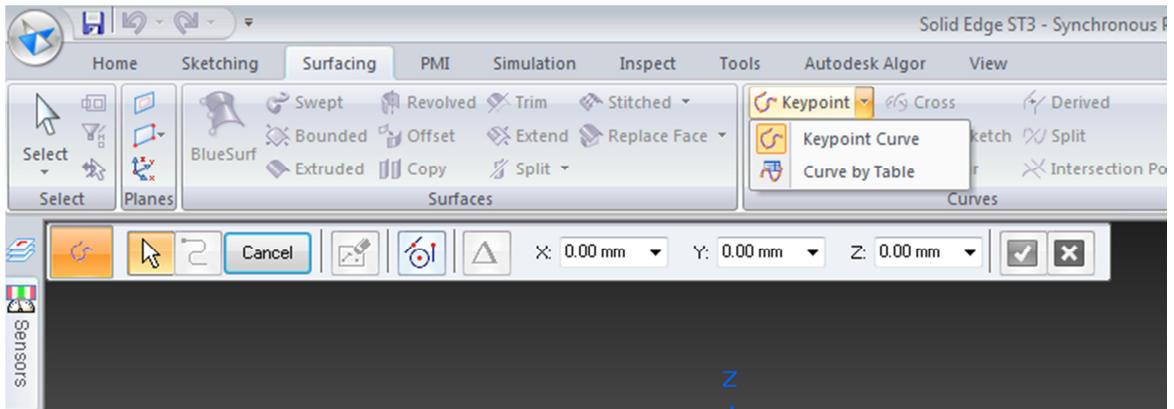 Solid Edge ST3 - Synchronous
Home Sketching Surfacing PMI Simulation Inspect Tools Autodesk Algor View
Swept Revolved Trim Stitched Keypoint Cross Derived
Select BlueSurf Bounded Offset Extend Replace Face Keypoint Curve ketch Split
Extruded Copy Split Curve by Table r Intersection Po
Select Planes Surfaces Curves
Cancel X: 0.00 mm Y: 0.00 mm Z: 0.00 mm
Sensors
Z